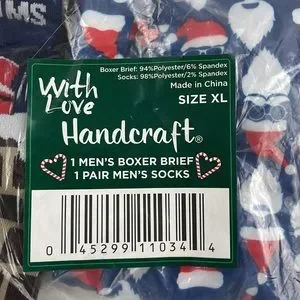 SWIM
Boxer Brief: 94%Polyester/6% Spandex
Socks: 98%Polyester/2% Spandex
Made in China
SIZE XL
With
Love
Handcraft®
1 MEN'S BOXER BRIEF
1 PAIR MEN'S SOCKS
0 45299 11034 4